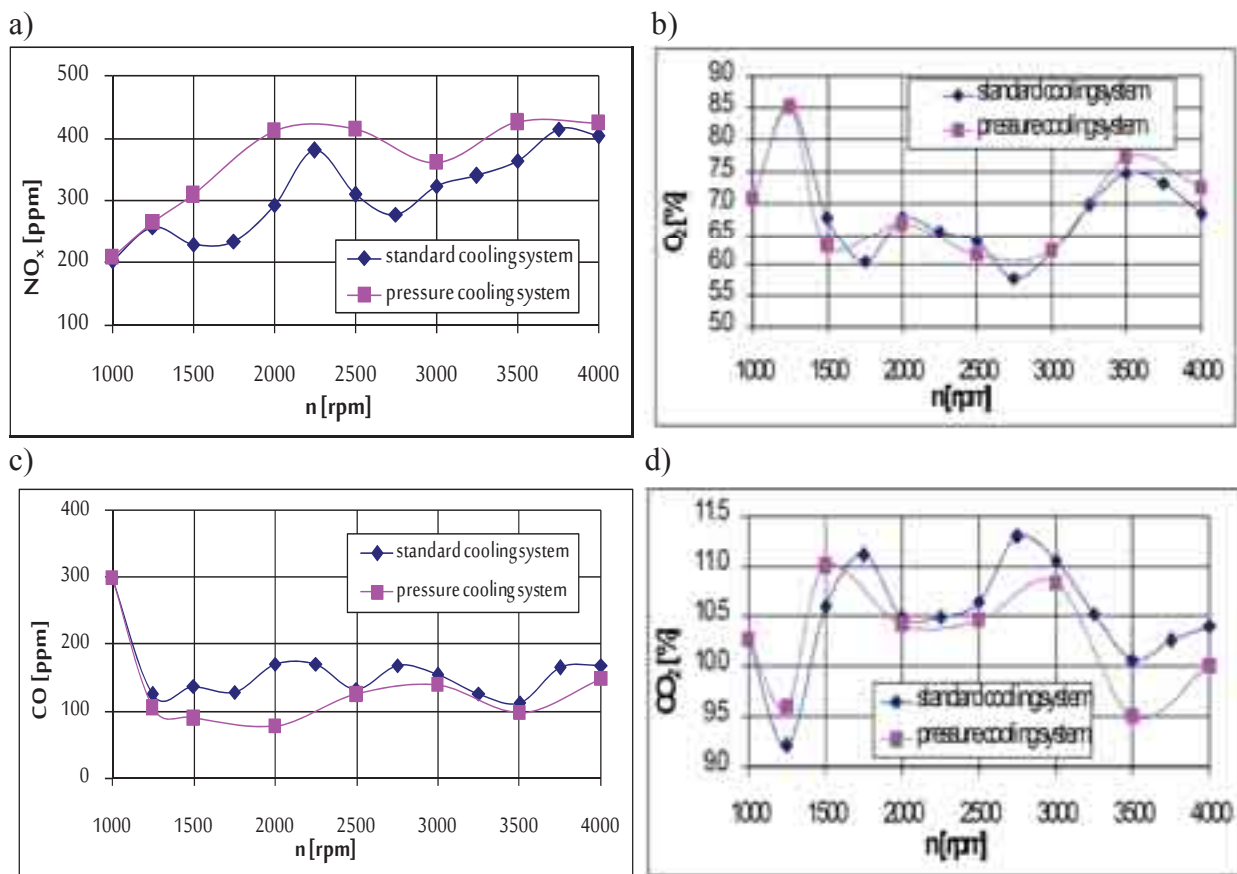 a)
500
400
300
200
100
NOx [ppm]
standard cooling system
pressure cooling system
1000 1500 2000 2500 3000 3500 4000
n [rpm]
b)
9.0
8.5
8.0
7.5
7.0
6.5
6.0
5.5
5.0
O2 [%]
standard cooling system
pressure cooling system
1000 1500 2000 2500 3000 3500 4000
n [rpm]
c)
400
300
200
100
0
CO [ppm]
standard cooling system
pressure cooling system
1000 1500 2000 2500 3000 3500 4000
n [rpm]
d)
11.5
11.0
10.5
10.0
9.5
9.0
CO2 [%]
standard cooling system
pressure cooling system
1000 1500 2000 2500 3000 3500 4000
n [rpm]